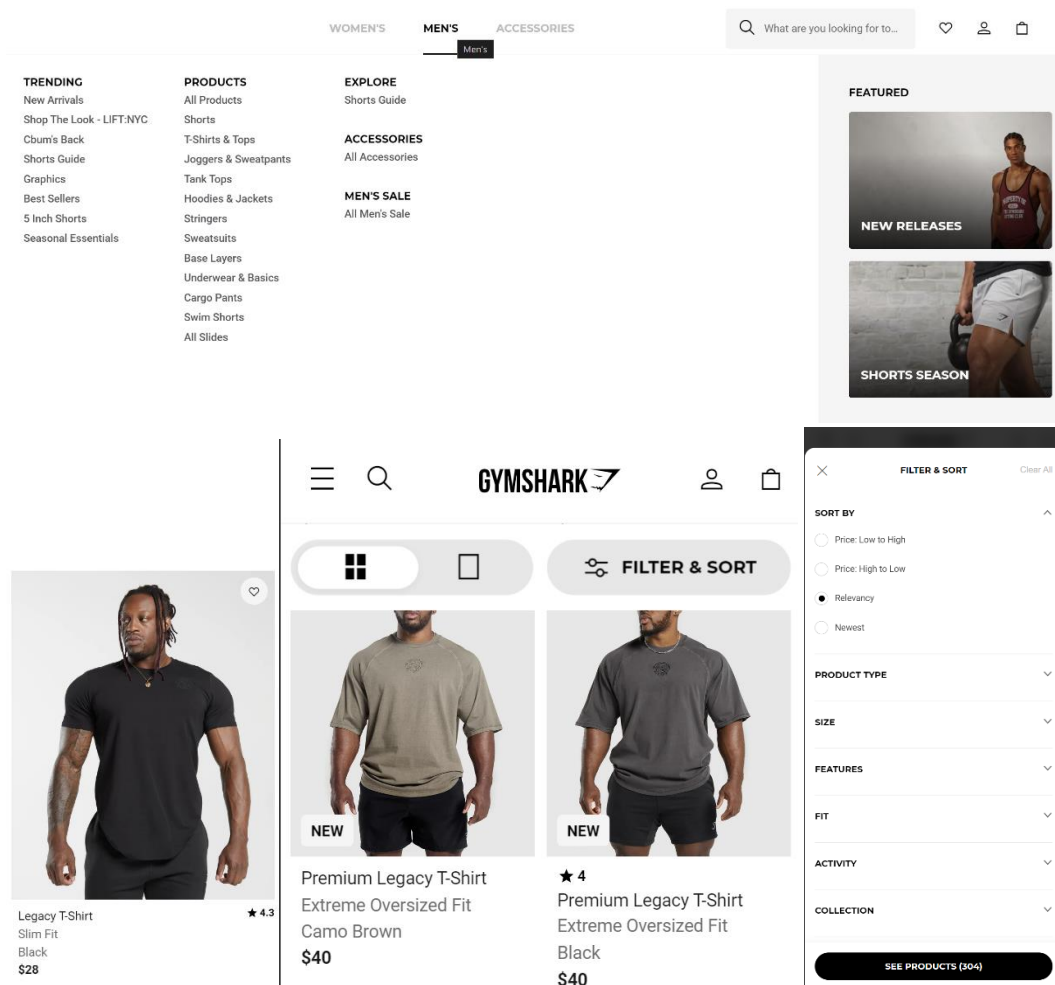 WOMEN'S MEN'S ACCESSORIES What are you looking for to...
Men's
TRENDING
New Arrivals
Shop The Look - LIFT:NYC
Cbum's Back
Shorts Guide
Graphics
Best Sellers
5 Inch Shorts
Seasonal Essentials
PRODUCTS
All Products
Shorts
T-Shirts & Tops
Joggers & Sweatpants
Tank Tops
Hoodies & Jackets
Stringers
Sweatsuits
Base Layers
Underwear & Basics
Cargo Pants
Swim Shorts
All Slides
EXPLORE
Shorts Guide
ACCESSORIES
All Accessories
MEN'S SALE
All Men's Sale
FEATURED
PROPERTY OF
NEW RELEASES
SHORTS SEASON
Legacy T-Shirt
★ 4.3
Slim Fit
Black
$28
GYMSHARK
FILTER & SORT
NEW
Premium Legacy T-Shirt
Extreme Oversized Fit
Camo Brown
$40
NEW
★ 4
Premium Legacy T-Shirt
Extreme Oversized Fit
Black
$40
FILTER & SORT
Clear All
SORT BY
Price: Low to High
Price: High to Low
Relevancy
Newest
PRODUCT TYPE
SIZE
FEATURES
FIT
ACTIVITY
COLLECTION
SEE PRODUCTS (304)